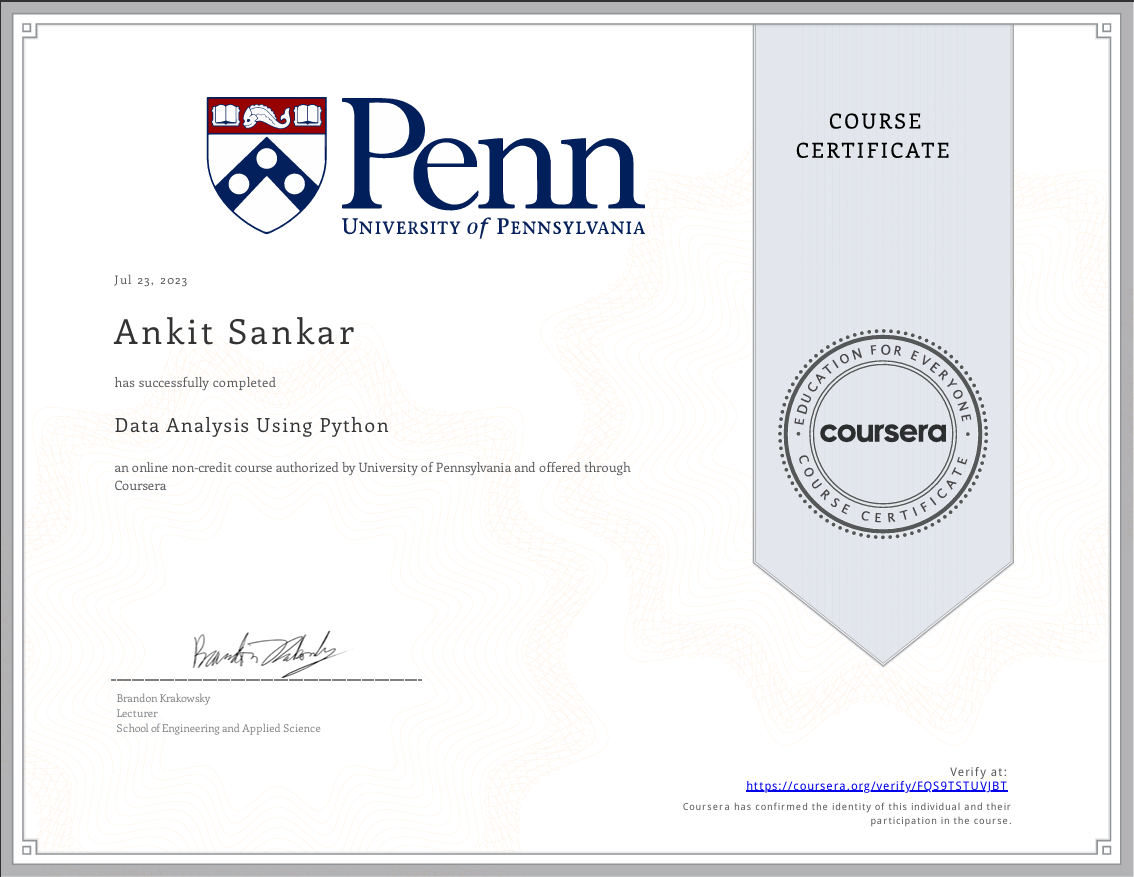 Penn
UNIVERSITY of PENNSYLVANIA
COURSE
CERTIFICATE
Jul 23, 2023
Ankit Sankar
has successfully completed
Data Analysis Using Python
an online non-credit course authorized by University of Pennsylvania and offered through
Coursera
EDUCATION FOR EVERYONE
coursera
COURSE CERTIFICATE
Brandon Krakowsky
Brandon Krakowsky
Lecturer
School of Engineering and Applied Science
Verify at:
https://coursera.org/verify/FQS9TSTUVJBT
Coursera has confirmed the identity of this individual and their
participation in the course.